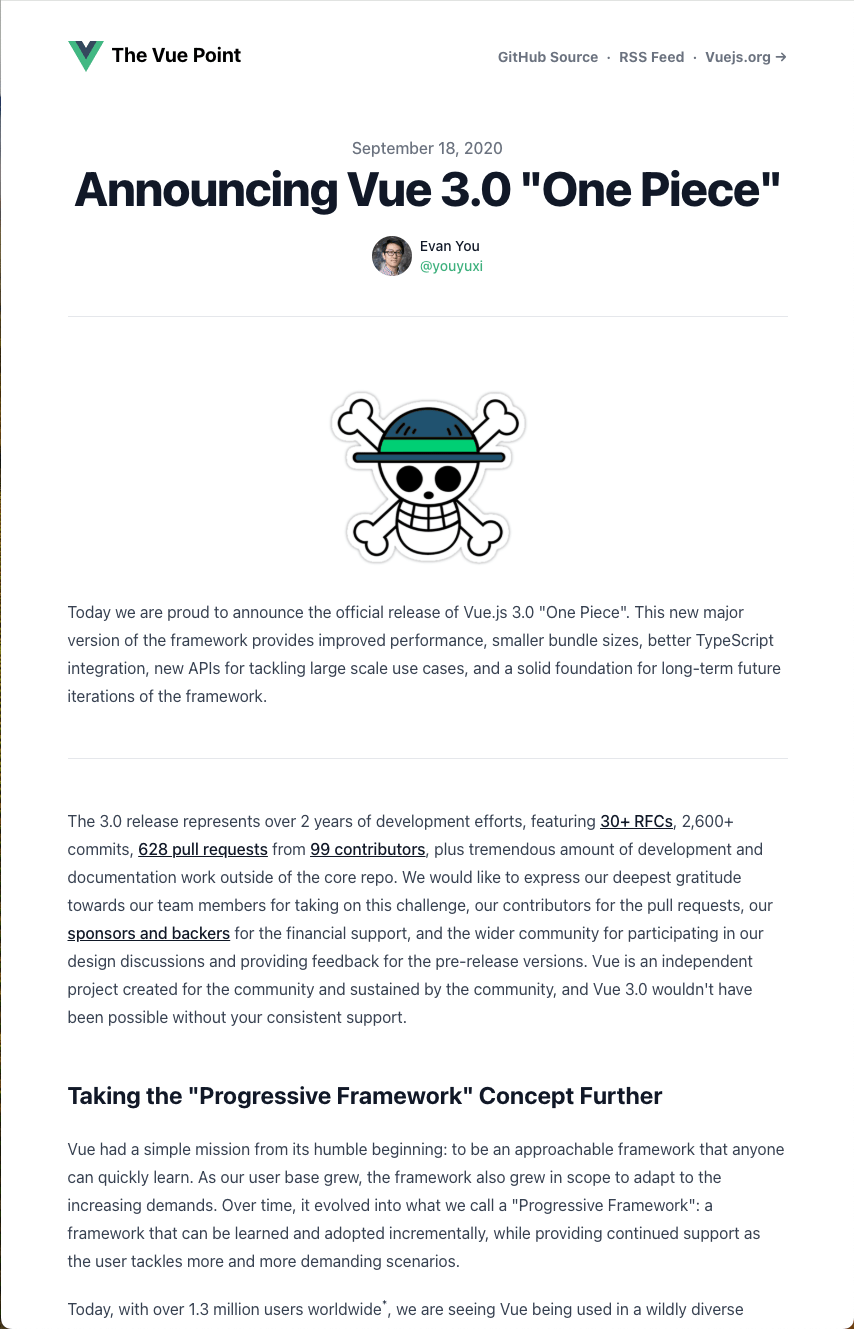 The Vue Point
GitHub Source · RSS Feed · Vuejs.org →
September 18, 2020
Announcing Vue 3.0 "One Piece"
Evan You
@youyuxi
Today we are proud to announce the official release of Vue.js 3.0 "One Piece". This new major
version of the framework provides improved performance, smaller bundle sizes, better TypeScript
integration, new APIs for tackling large scale use cases, and a solid foundation for long-term future
iterations of the framework.
The 3.0 release represents over 2 years of development efforts, featuring 30+ RFCs, 2,600+
commits, 628 pull requests from 99 contributors, plus tremendous amount of development and
documentation work outside of the core repo. We would like to express our deepest gratitude
towards our team members for taking on this challenge, our contributors for the pull requests, our
sponsors and backers for the financial support, and the wider community for participating in our
design discussions and providing feedback for the pre-release versions. Vue is an independent
project created for the community and sustained by the community, and Vue 3.0 wouldn't have
been possible without your consistent support.
Taking the "Progressive Framework" Concept Further
Vue had a simple mission from its humble beginning: to be an approachable framework that anyone
can quickly learn. As our user base grew, the framework also grew in scope to adapt to the
increasing demands. Over time, it evolved into what we call a "Progressive Framework": a
framework that can be learned and adopted incrementally, while providing continued support as
the user tackles more and more demanding scenarios.
Today, with over 1.3 million users worldwide*, we are seeing Vue being used in a wildly diverse